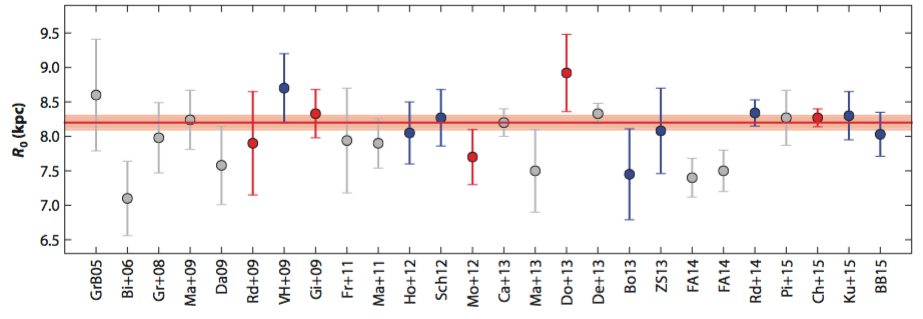 R0 (kpc)
9.5
9.0
8.5
8.0
7.5
7.0
6.5
GrB05
Bi+06
Gr+08
Ma+09
Da09
Rd+09
VH+09
Gi+09
Fr+11
Ma+11
Ho+12
Sch12
Mo+12
Ca+13
Ma+13
Do+13
De+13
Bo13
ZS13
FA14
FA14
Rd+14
Pi+15
Ch+15
Ku+15
BB15